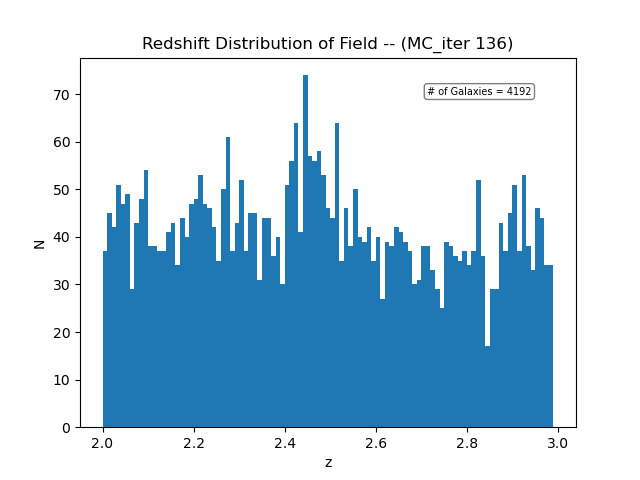 Redshift Distribution of Field -- (MC_iter 136)
# of Galaxies = 4192
70
60
50
40
30
20
10
0
N
2.0 2.2 2.4 2.6 2.8 3.0
z